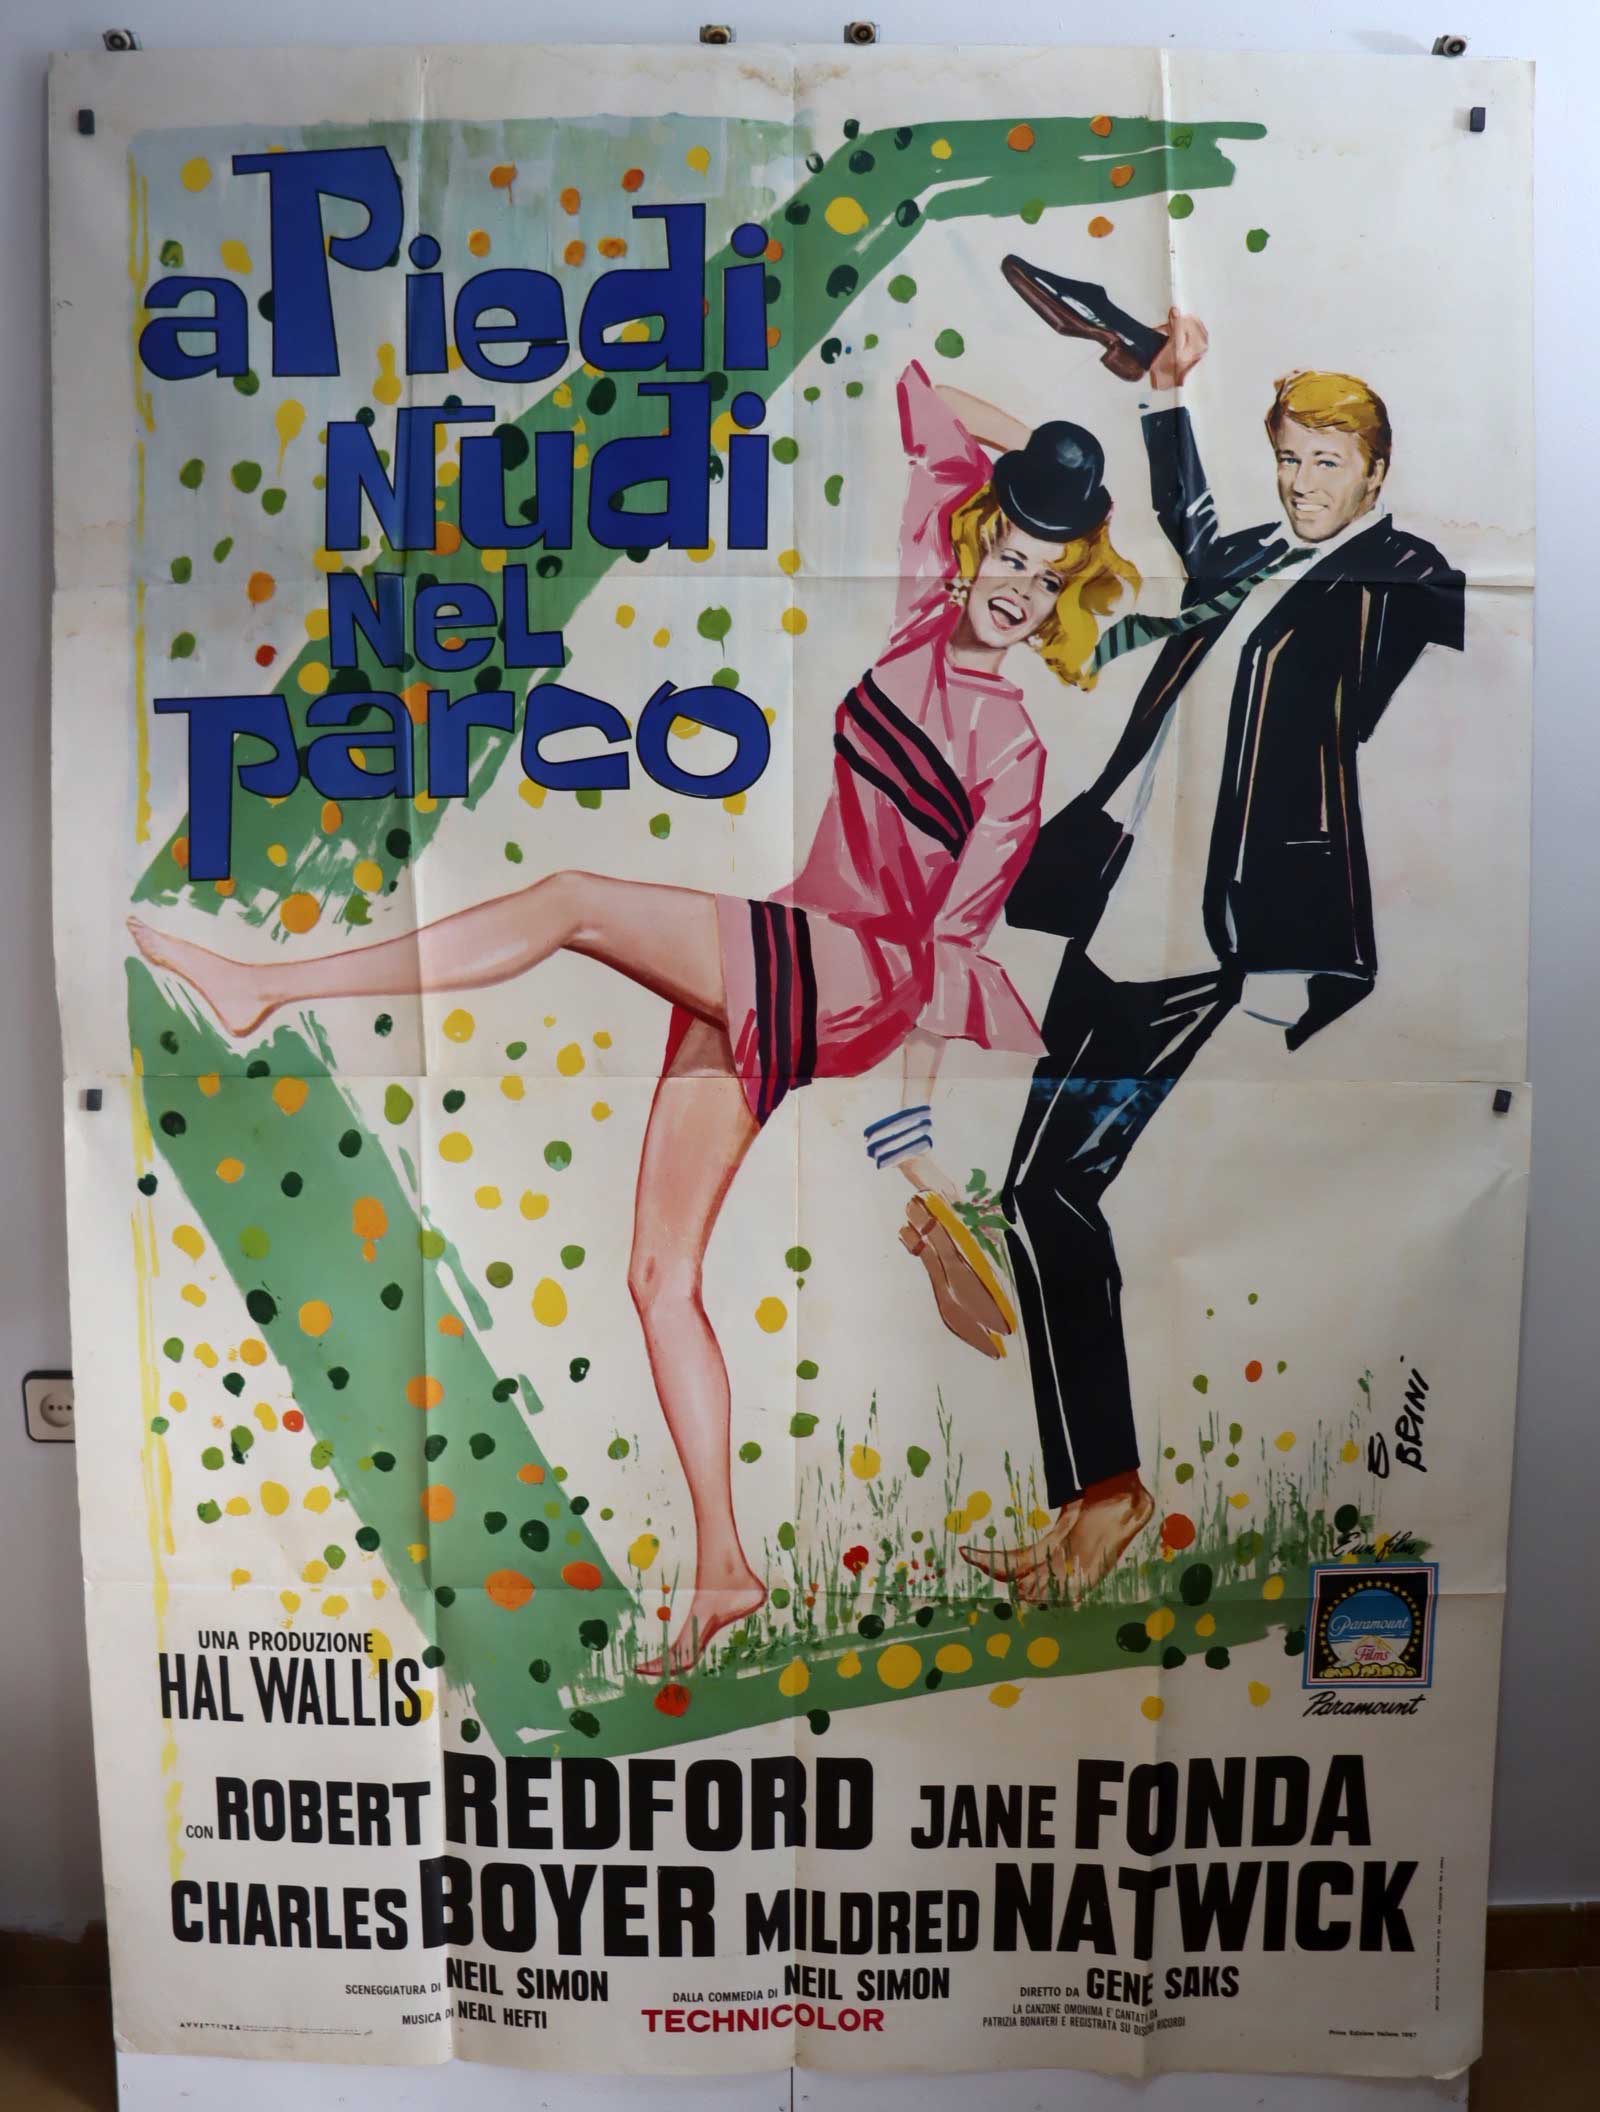 a Piedi
Nudi
Nel
Parco
B BRINI
È un film
Paramount
Films
Paramount
UNA PRODUZIONE
HAL WALLIS
CON ROBERT REDFORD JANE FONDA
CHARLES BOYER MILDRED NATWICK
SCENEGGIATURA DI NEIL SIMON DALLA COMMEDIA DI NEIL SIMON DIRETTO DA GENE SAKS
MUSICA DI NEAL HEFTI TECHNICOLOR LA CANZONE OMONIMA E' CANTATA DA
PATRIZIA BONAVERI E REGISTRATA SU DISCHI RICORDI
AVVERTENZA
Prima Edizione Italiana 1967